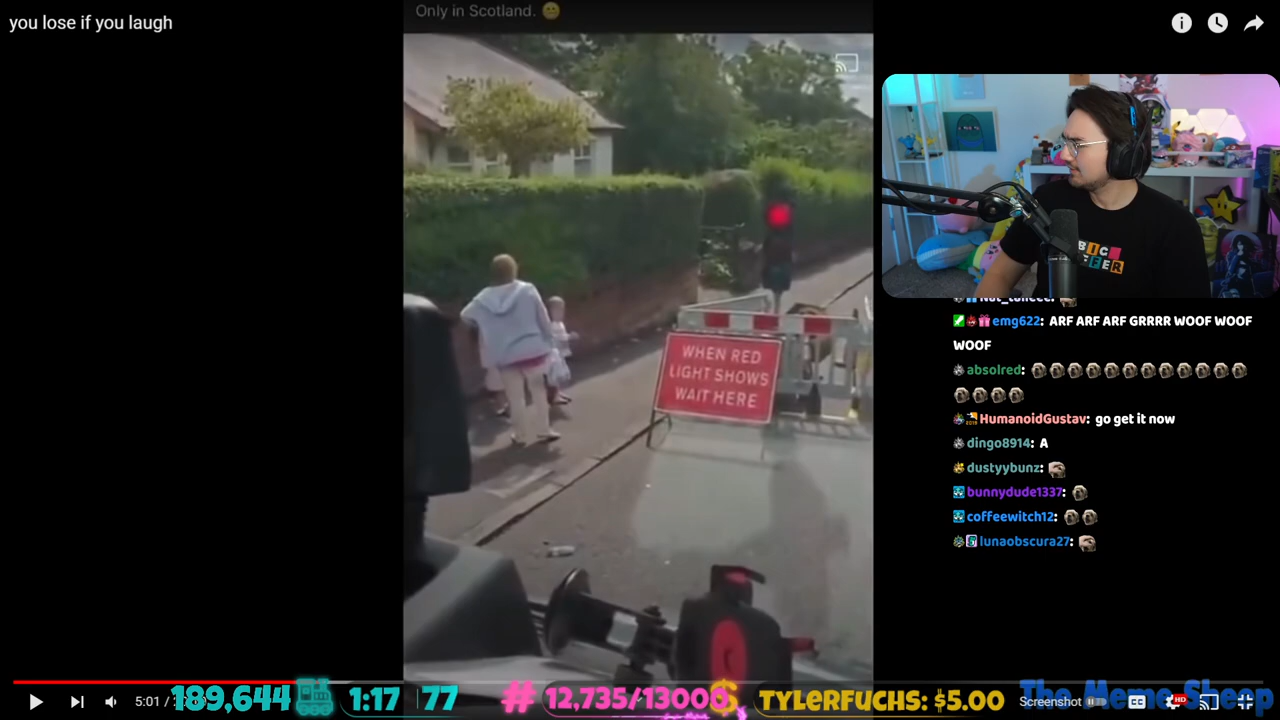 you lose if you laugh
Only in Scotland. 😁
WHEN RED
LIGHT SHOWS
WAIT HERE
emg622: ARF ARF ARF GRRRR WOOF WOOF
WOOF
absolred:
HumanoidGustav: go get it now
dingo8914: A
dustyybunz:
bunnydude1337:
coffeewitch12:
lunaobscura27:
5:01 /
189,644
1:17
77
# 12,735/13000
TYLERFUCHS: $5.00
Screenshot
HD
The Meme Sheep